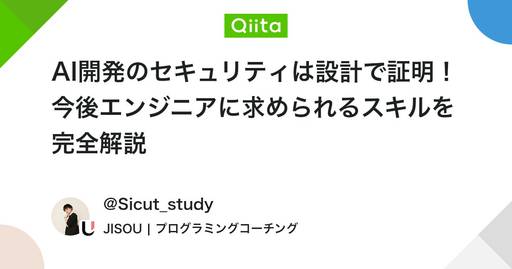 Qiita
AI開発のセキュリティは設計で証明！
今後エンジニアに求められるスキルを
完全解説
@Sicut_study
JISOU | プログラミングコーチング